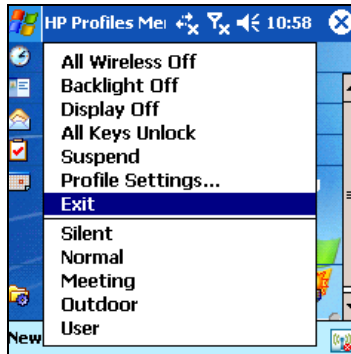 HP Profiles Me 10:58
All Wireless Off
Backlight Off
Display Off
All Keys Unlock
Suspend
Profile Settings...
Exit
Silent
Normal
Meeting
Outdoor
User
New